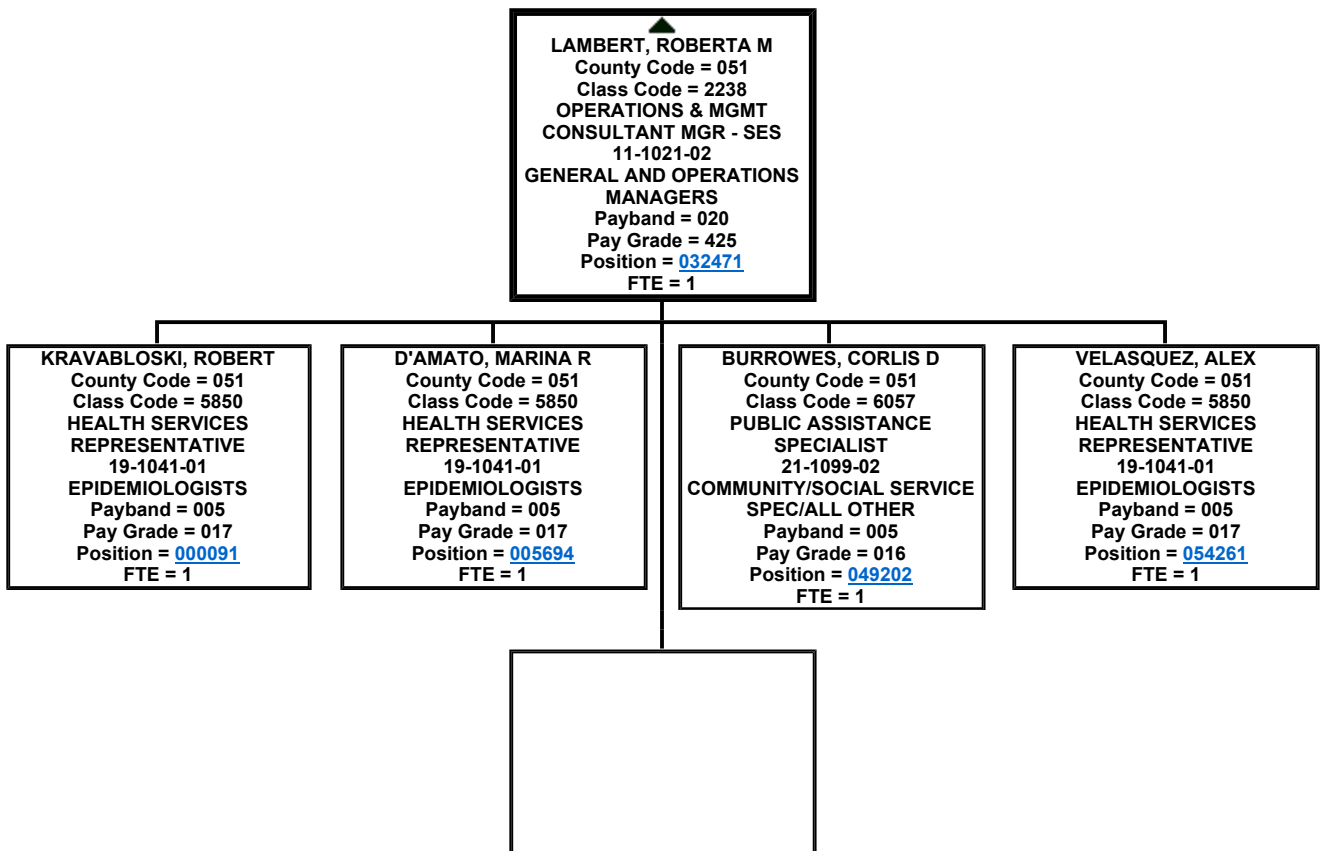 LAMBERT, ROBERTA M
County Code = 051
Class Code = 2238
OPERATIONS & MGMT
CONSULTANT MGR - SES
11-1021-02
GENERAL AND OPERATIONS
MANAGERS
Payband = 020
Pay Grade = 425
Position = 032471
FTE = 1
KRAVABLOSKI, ROBERT
County Code = 051
Class Code = 5850
HEALTH SERVICES
REPRESENTATIVE
19-1041-01
EPIDEMIOLOGISTS
Payband = 005
Pay Grade = 017
Position = 000091
FTE = 1
D'AMATO, MARINA R
County Code = 051
Class Code = 5850
HEALTH SERVICES
REPRESENTATIVE
19-1041-01
EPIDEMIOLOGISTS
Payband = 005
Pay Grade = 017
Position = 005694
FTE = 1
BURROWES, CORLIS D
County Code = 051
Class Code = 6057
PUBLIC ASSISTANCE
SPECIALIST
21-1099-02
COMMUNITY/SOCIAL SERVICE
SPEC/ALL OTHER
Payband = 005
Pay Grade = 016
Position = 049202
FTE = 1
VELASQUEZ, ALEX
County Code = 051
Class Code = 5850
HEALTH SERVICES
REPRESENTATIVE
19-1041-01
EPIDEMIOLOGISTS
Payband = 005
Pay Grade = 017
Position = 054261
FTE = 1